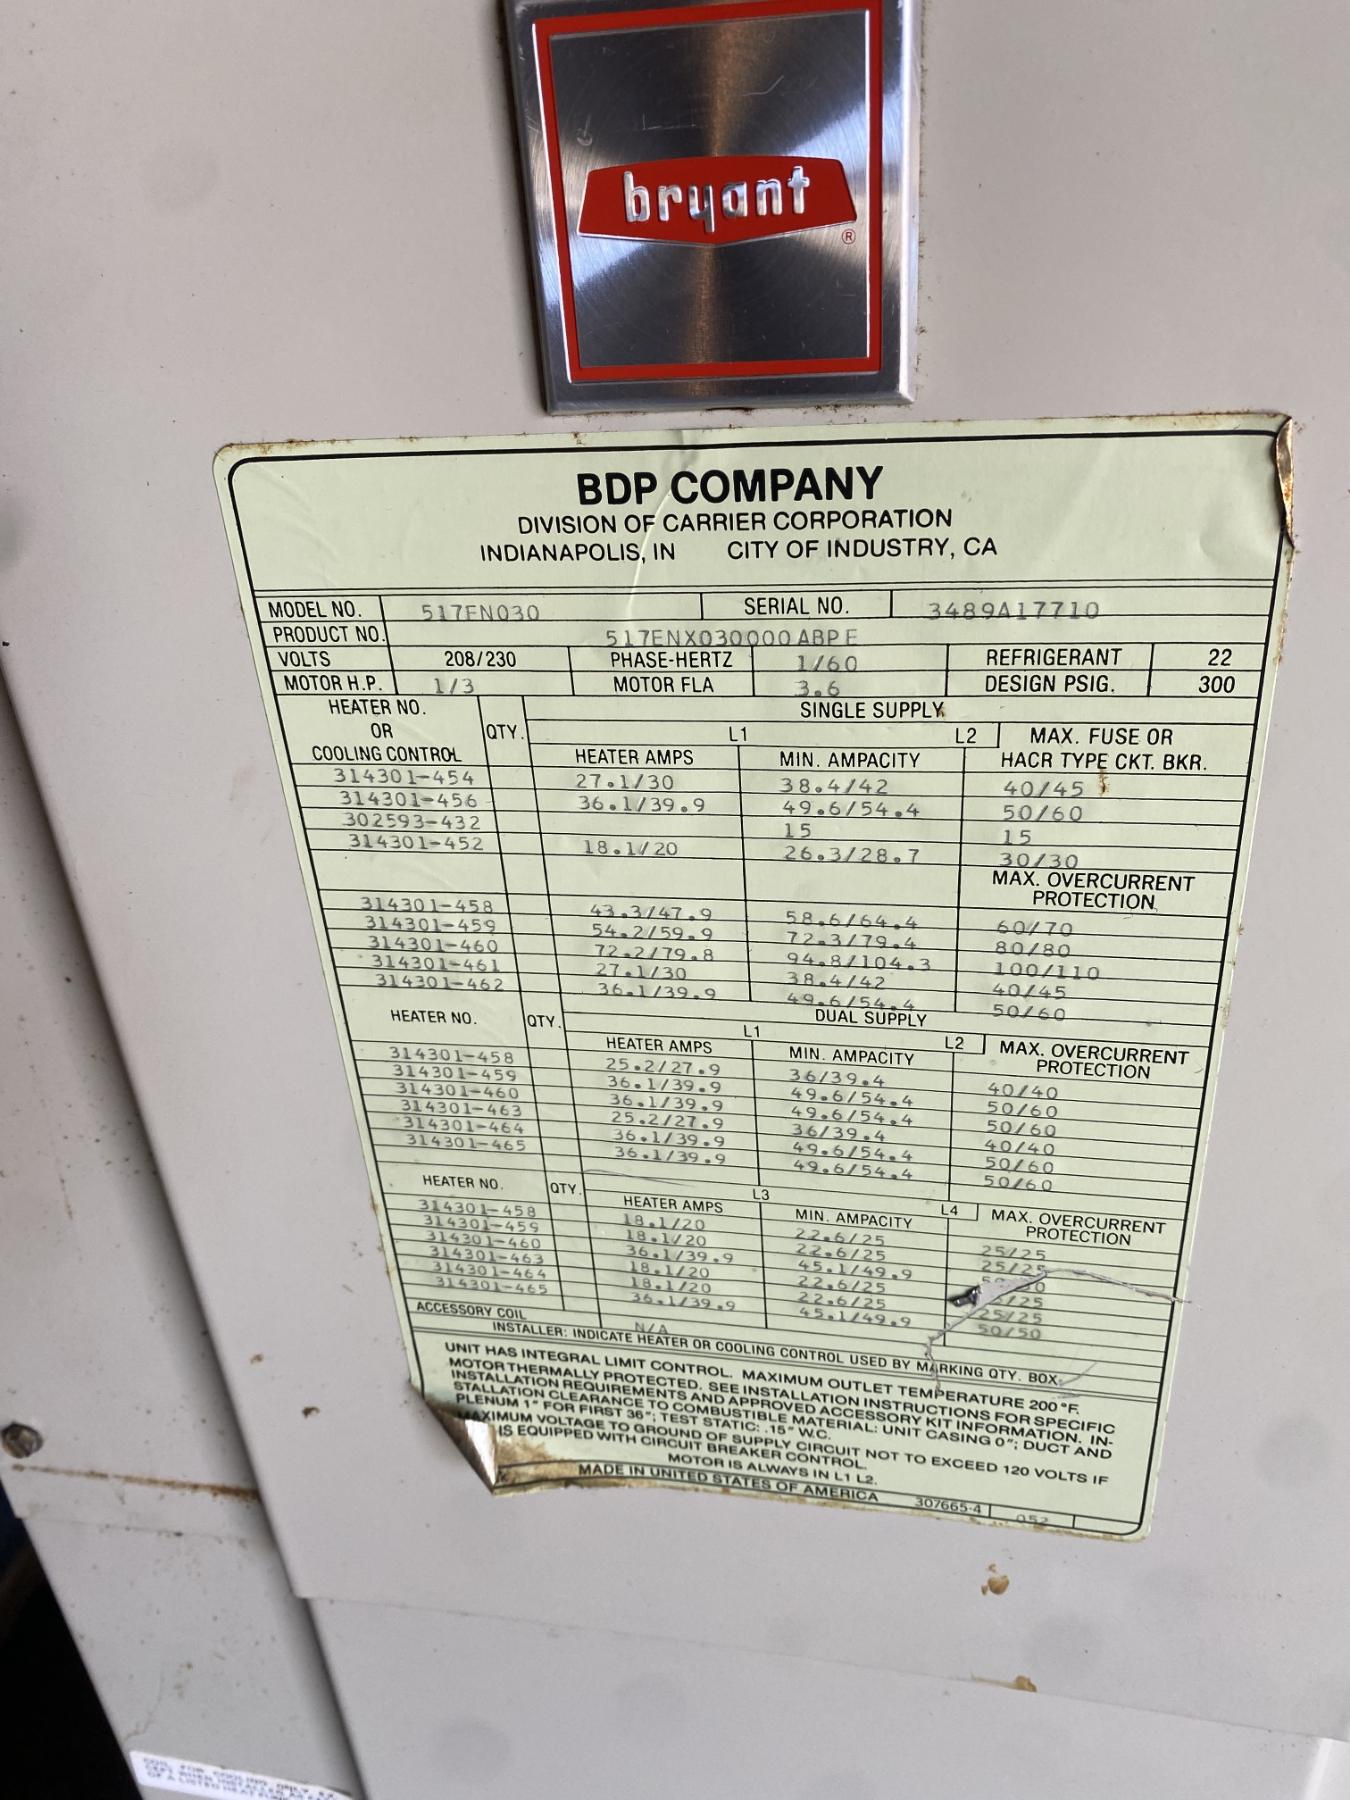 bryant
®
BDP COMPANY
DIVISION OF CARRIER CORPORATION
INDIANAPOLIS, IN CITY OF INDUSTRY, CA
MODEL NO. 517EN030 SERIAL NO. 3489A17710
PRODUCT NO. 517ENX030000ABPE
VOLTS 208/230 PHASE-HERTZ 1/60 REFRIGERANT 22
MOTOR H.P. 1/3 MOTOR FLA 3.6 DESIGN PSIG. 300
HEATER NO. OR COOLING CONTROL QTY. SINGLE SUPPLY
L1 L2
HEATER AMPS MIN. AMPACITY MAX. FUSE OR HACR TYPE CKT. BKR.
314301-454 27.1/30 38.4/42 40/45
314301-456 36.1/39.9 49.6/54.4 50/60
302593-432 15 15
314301-452 18.1/20 26.3/28.7 30/30
MAX. OVERCURRENT PROTECTION
314301-458 43.3/47.9 58.6/64.4 60/70
314301-459 54.2/59.9 72.3/79.4 80/80
314301-460 72.2/79.8 94.8/104.3 100/110
314301-461 27.1/30 38.4/42 40/45
314301-462 36.1/39.9 49.6/54.4 50/60
DUAL SUPPLY
HEATER NO. QTY. L1 L2
HEATER AMPS MIN. AMPACITY MAX. OVERCURRENT PROTECTION
314301-458 25.2/27.9 36/39.4 40/40
314301-459 36.1/39.9 49.6/54.4 50/60
314301-460 36.1/39.9 49.6/54.4 50/60
314301-463 25.2/27.9 36/39.4 40/40
314301-464 36.1/39.9 49.6/54.4 50/60
314301-465 36.1/39.9 49.6/54.4 50/60
HEATER NO. QTY. L3 L4
HEATER AMPS MIN. AMPACITY MAX. OVERCURRENT PROTECTION
314301-458 18.1/20 22.6/25 25/25
314301-459 18.1/20 22.6/25 25/25
314301-460 36.1/39.9 45.1/49.9
314301-463 18.1/20 22.6/25
314301-464 18.1/20 22.6/25 25/25
314301-465 36.1/39.9 45.1/49.9 50/50
ACCESSORY COIL N/A
INSTALLER: INDICATE HEATER OR COOLING CONTROL USED BY MARKING QTY. BOX.
UNIT HAS INTEGRAL LIMIT CONTROL. MAXIMUM OUTLET TEMPERATURE 200 °F.
MOTOR THERMALLY PROTECTED. SEE INSTALLATION INSTRUCTIONS FOR SPECIFIC
INSTALLATION REQUIREMENTS AND APPROVED ACCESSORY KIT INFORMATION. IN-
STALLATION CLEARANCE TO COMBUSTIBLE MATERIAL: UNIT CASING 0"; DUCT AND
PLENUM 1" FOR FIRST 36"; TEST STATIC: .15" W.C.
MAXIMUM VOLTAGE TO GROUND OF SUPPLY CIRCUIT NOT TO EXCEED 120 VOLTS IF
IS EQUIPPED WITH CIRCUIT BREAKER CONTROL.
MOTOR IS ALWAYS IN L1 L2.
MADE IN UNITED STATES OF AMERICA 307665-4 052